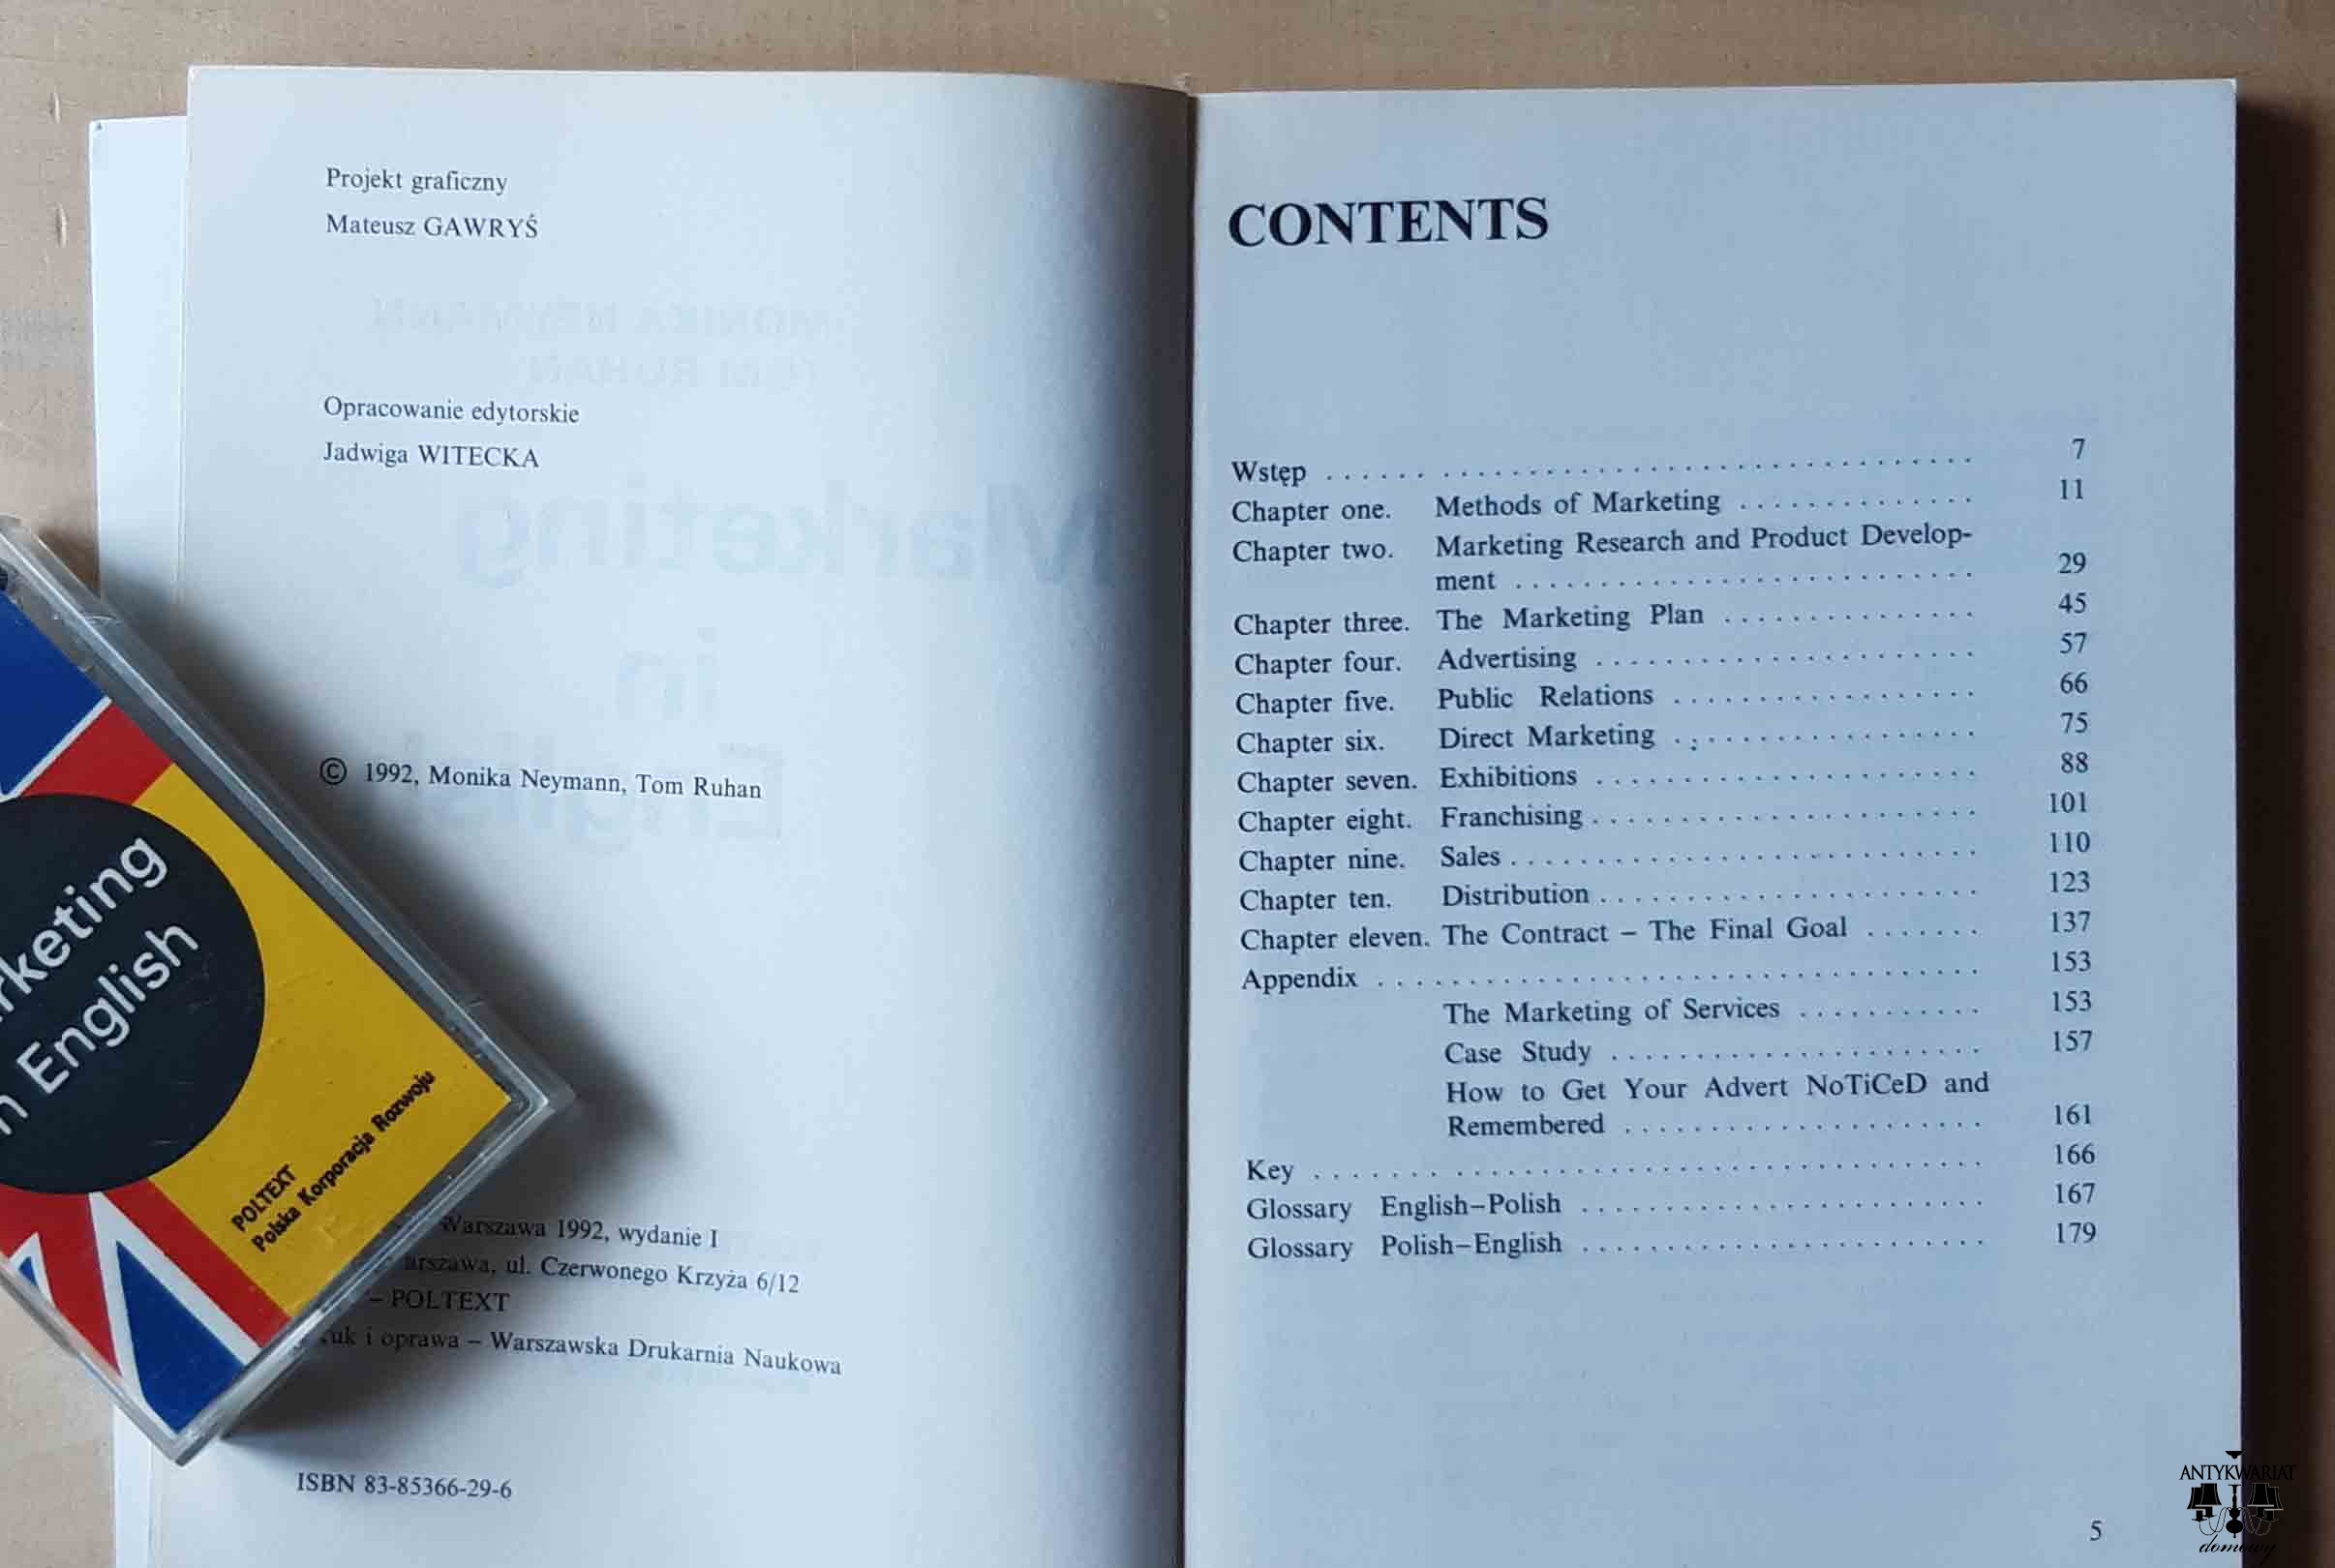 Projekt graficzny
Mateusz GAWRYŚ
Opracowanie edytorskie
Jadwiga WITECKA
© 1992, Monika Neymann, Tom Ruhan
Warszawa 1992, wydanie I
arszawa, ul. Czerwonego Krzyża 6/12
– POLTEXT
uk i oprawa – Warszawska Drukarnia Naukowa
ISBN 83-85366-29-6
rketing
n English
POLTEXT
Polska Korporacja Rozwoju
CONTENTS
Wstęp . . . . . . . . . . . . . . . . . . . . 7
Chapter one. Methods of Marketing . . . . . . . . . . 11
Chapter two. Marketing Research and Product Develop-
ment . . . . . . . . . . . . . . . . . . . . 29
Chapter three. The Marketing Plan . . . . . . . . . . 45
Chapter four. Advertising . . . . . . . . . . 57
Chapter five. Public Relations . . . . . . . . . . 66
Chapter six. Direct Marketing . . . . . . . . . . 75
Chapter seven. Exhibitions . . . . . . . . . . 88
Chapter eight. Franchising . . . . . . . . . . 101
Chapter nine. Sales . . . . . . . . . . 110
Chapter ten. Distribution . . . . . . . . . . 123
Chapter eleven. The Contract – The Final Goal . . . . . . . 137
Appendix . . . . . . . . . . . . . . . . . . . . 153
The Marketing of Services . . . . . . . . . . 153
Case Study . . . . . . . . . . 157
How to Get Your Advert NoTiCeD and
Remembered . . . . . . . . . . 161
Key . . . . . . . . . . . . . . . . . . . . 166
Glossary English–Polish . . . . . . . . . . 167
Glossary Polish–English . . . . . . . . . . 179
5
ANTYKWARIAT
domowy